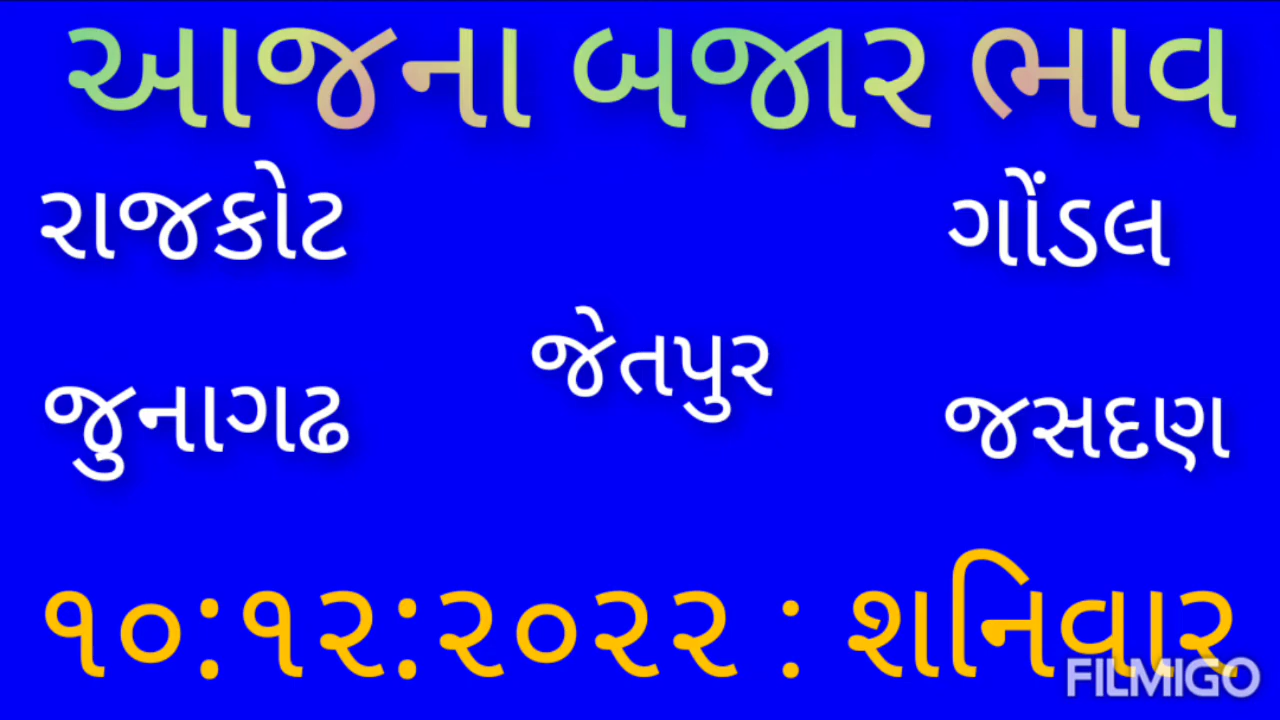 આજના બજાર ભાવ
રાજકોટ
ગોંડલ
જેતપુર
જુનાગઢ
જસદણ
૧૦:૧૨:૨૦૨૨ : શનિવાર
FILMIGO